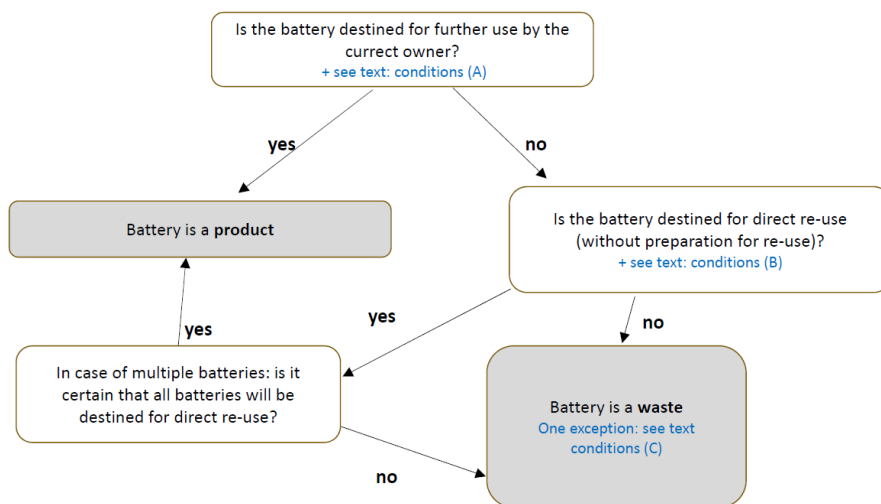 Is the battery destined for further use by the
currect owner?
+ see text: conditions (A)
yes
no
Battery is a product
Is the battery destined for direct re-use
(without preparation for re-use)?
+ see text: conditions (B)
yes
no
yes
In case of multiple batteries: is it
certain that all batteries will be
destined for direct re-use?
Battery is a waste
One exception: see text
conditions (C)
no